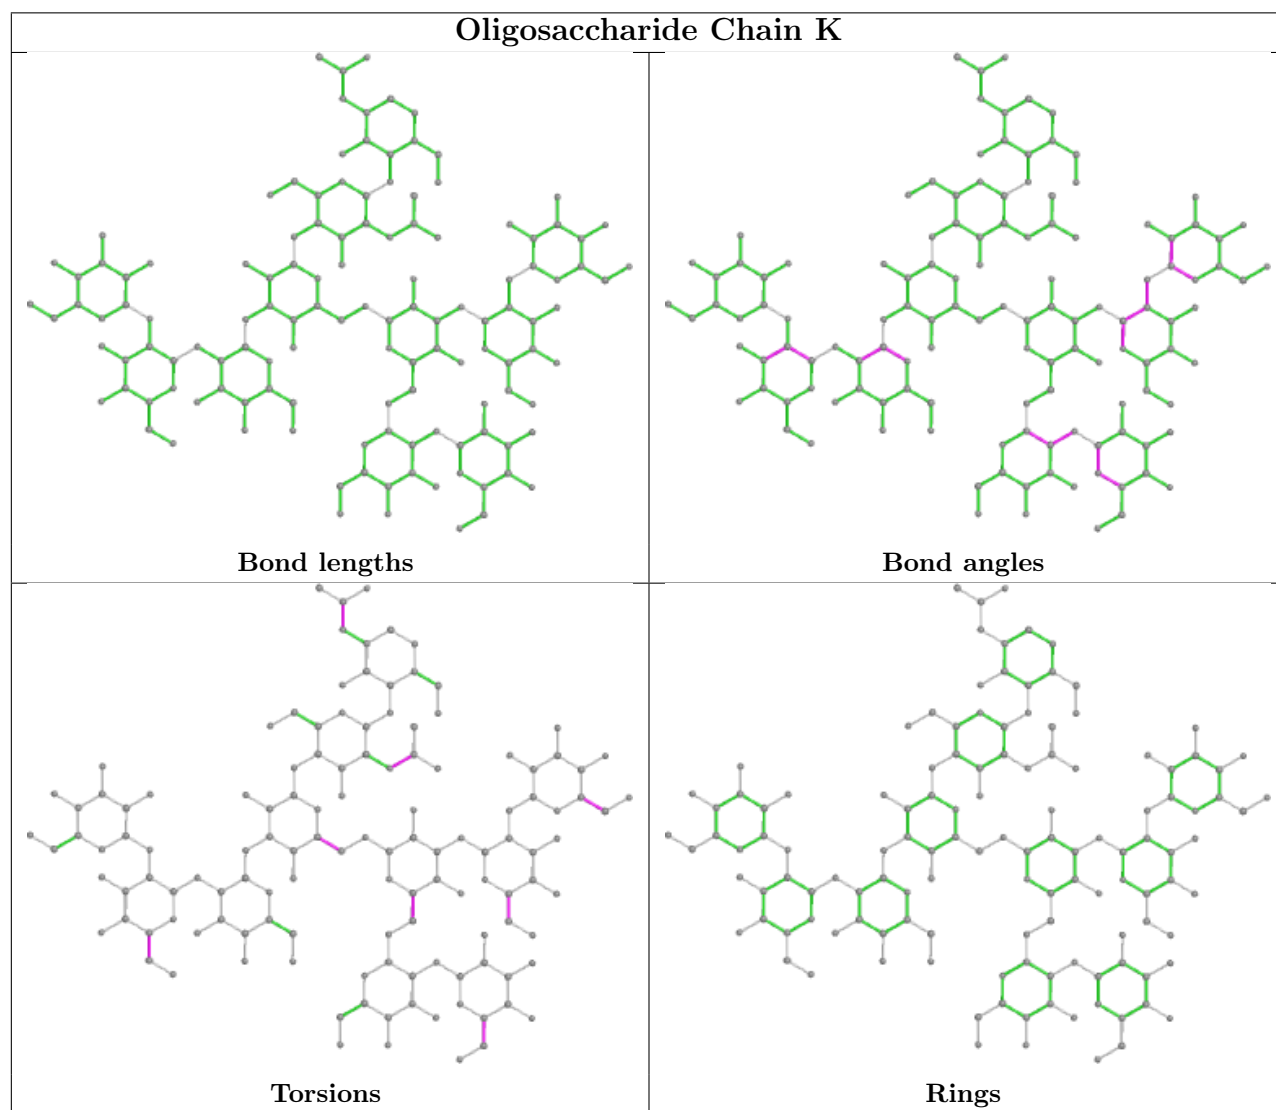 Oligosaccharide Chain K
Bond lengths
Bond angles
Torsions
Rings